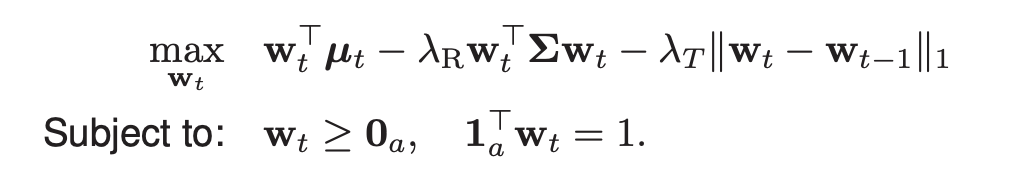 max_{𝐰_t} 𝐰_t^⊤ 𝝁_t − λ_R 𝐰_t^⊤ 𝚺 𝐰_t − λ_T ‖𝐰_t − 𝐰_{t−1}‖_1
Subject to: 𝐰_t ≥ 𝟎_a, 𝟏_a^⊤ 𝐰_t = 1.